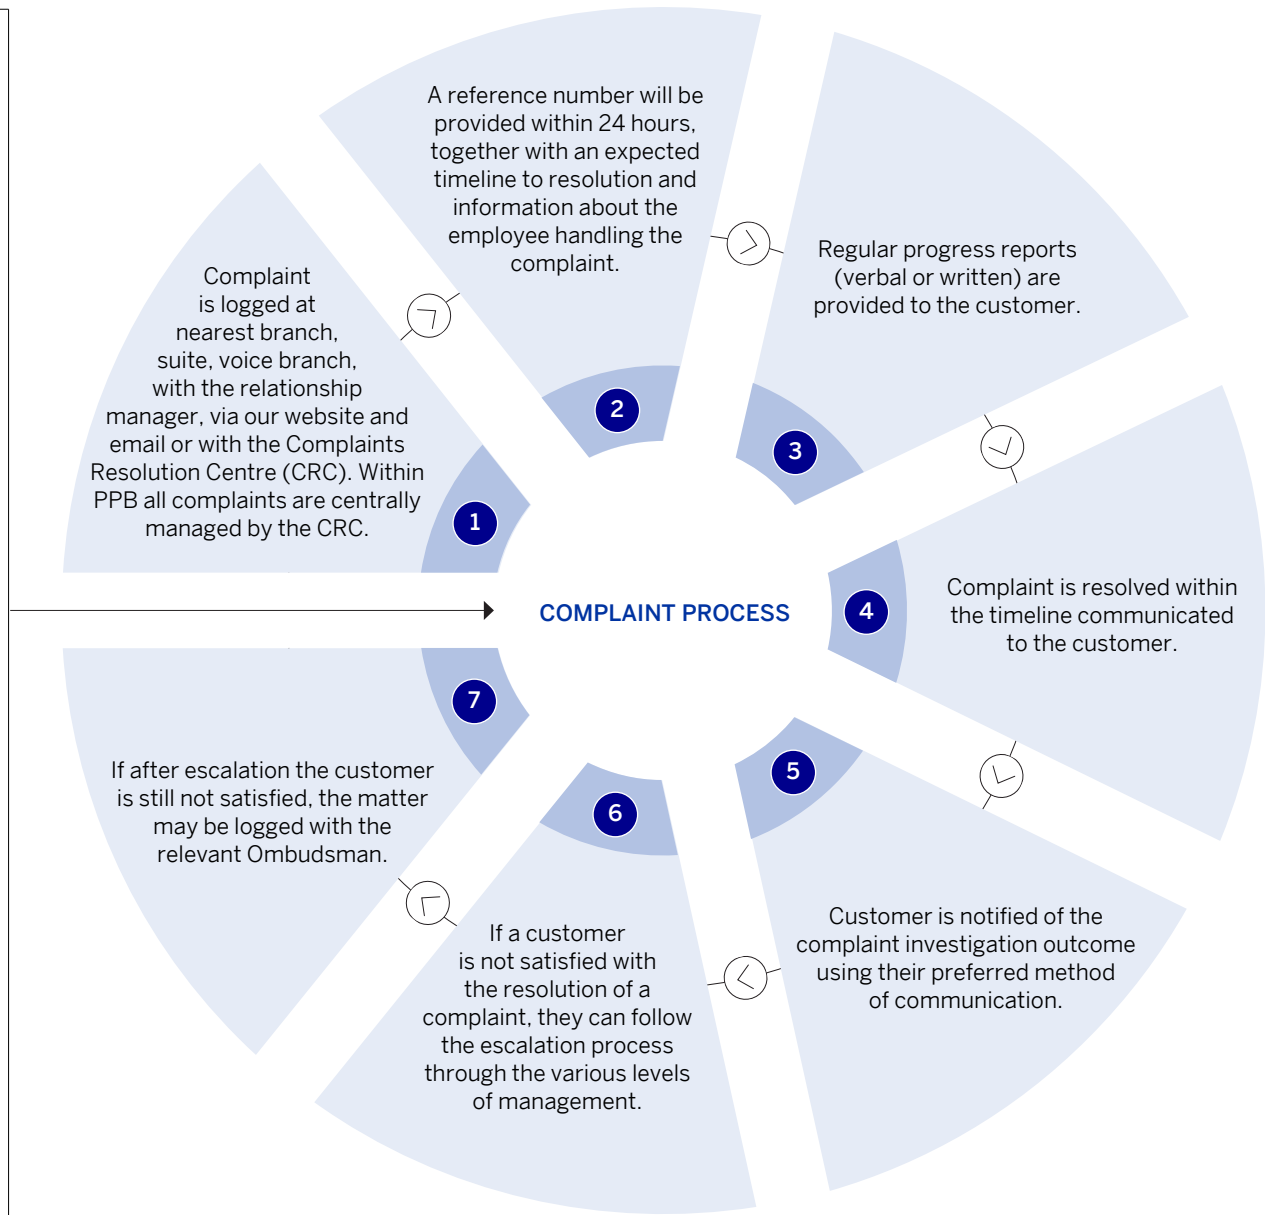 COMPLAINT PROCESS
1
Complaint
is logged at
nearest branch,
suite, voice branch,
with the relationship
manager, via our website and
email or with the Complaints
Resolution Centre (CRC). Within
PPB all complaints are centrally
managed by the CRC.
2
A reference number will be
provided within 24 hours,
together with an expected
timeline to resolution and
information about the
employee handling the
complaint.
3
Regular progress reports
(verbal or written) are
provided to the customer.
4
Complaint is resolved within
the timeline communicated
to the customer.
5
Customer is notified of the
complaint investigation outcome
using their preferred method
of communication.
6
If a customer
is not satisfied with
the resolution of a
complaint, they can follow
the escalation process
through the various levels
of management.
7
If after escalation the customer
is still not satisfied, the matter
may be logged with the
relevant Ombudsman.